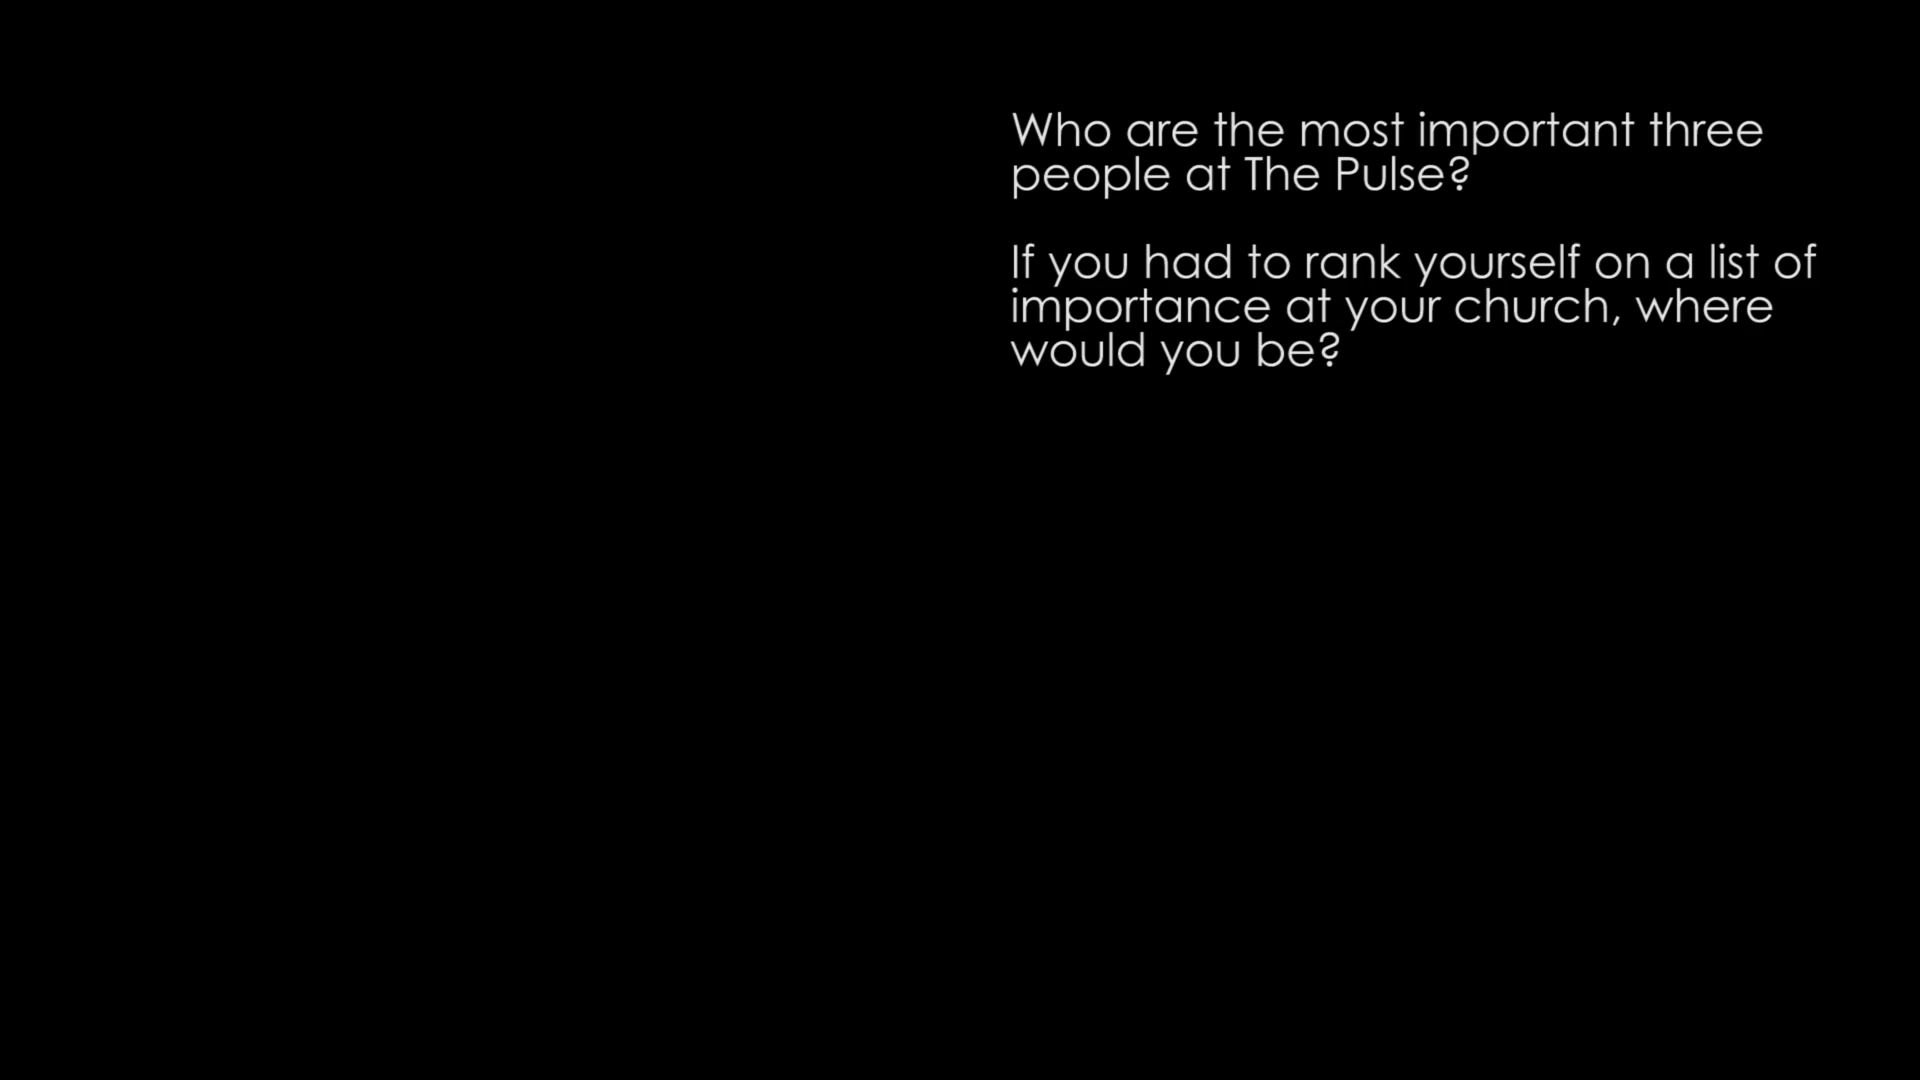 Who are the most important three
people at The Pulse?
If you had to rank yourself on a list of
importance at your church, where
would you be?